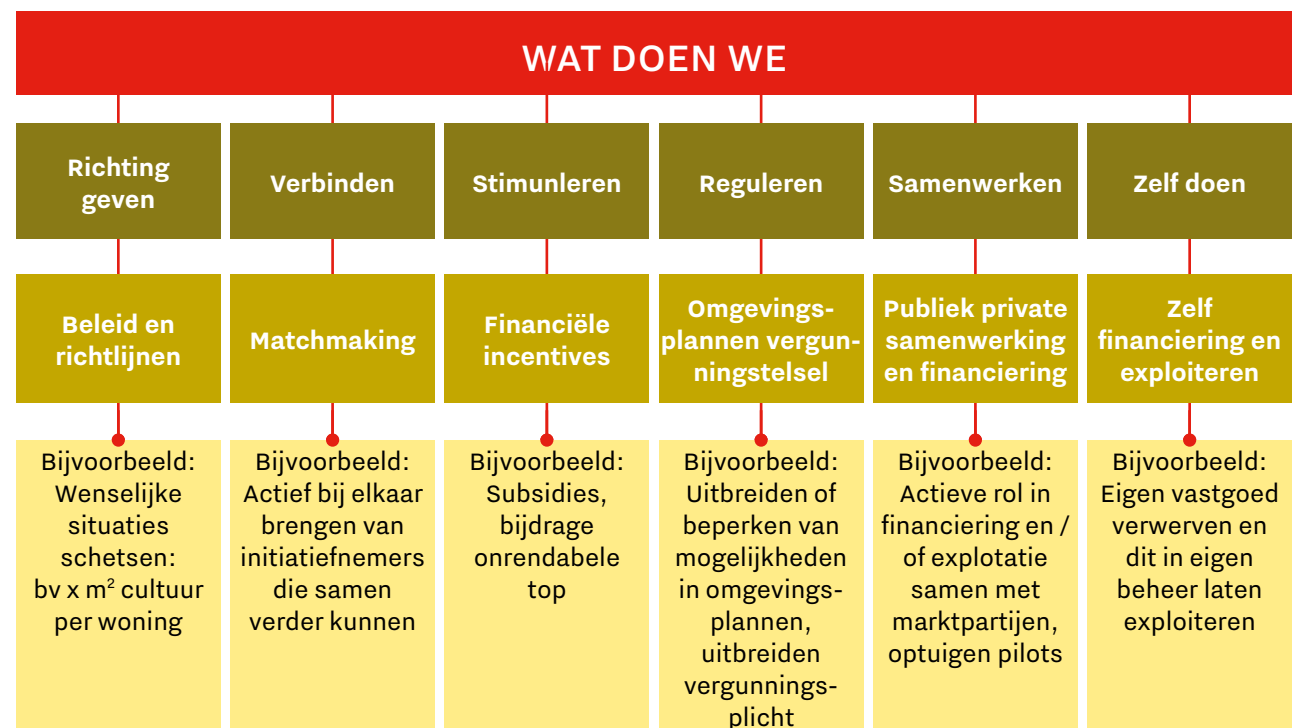 WAT DOEN WE
Richting
geven
Verbinden
Stimunleren
Reguleren
Samenwerken
Zelf doen
Beleid en
richtlijnen
Matchmaking
Financiële
incentives
Omgevings-
plannen vergun-
ningstelsel
Publiek private
samenwerking
en financiering
Zelf
financiering en
exploiteren
Bijvoorbeeld:
Wenselijke
situaties
schetsen:
bv x m² cultuur
per woning
Bijvoorbeeld:
Actief bij elkaar
brengen van
initiatiefnemers
die samen
verder kunnen
Bijvoorbeeld:
Subsidies,
bijdrage
onrendabele
top
Bijvoorbeeld:
Uitbreiden of
beperken van
mogelijkheden
in omgevings-
plannen,
uitbreiden
vergunnings-
plicht
Bijvoorbeeld:
Actieve rol in
financiering en /
of explotatie
samen met
marktpartijen,
optuigen pilots
Bijvoorbeeld:
Eigen vastgoed
verwerven en
dit in eigen
beheer laten
exploiteren